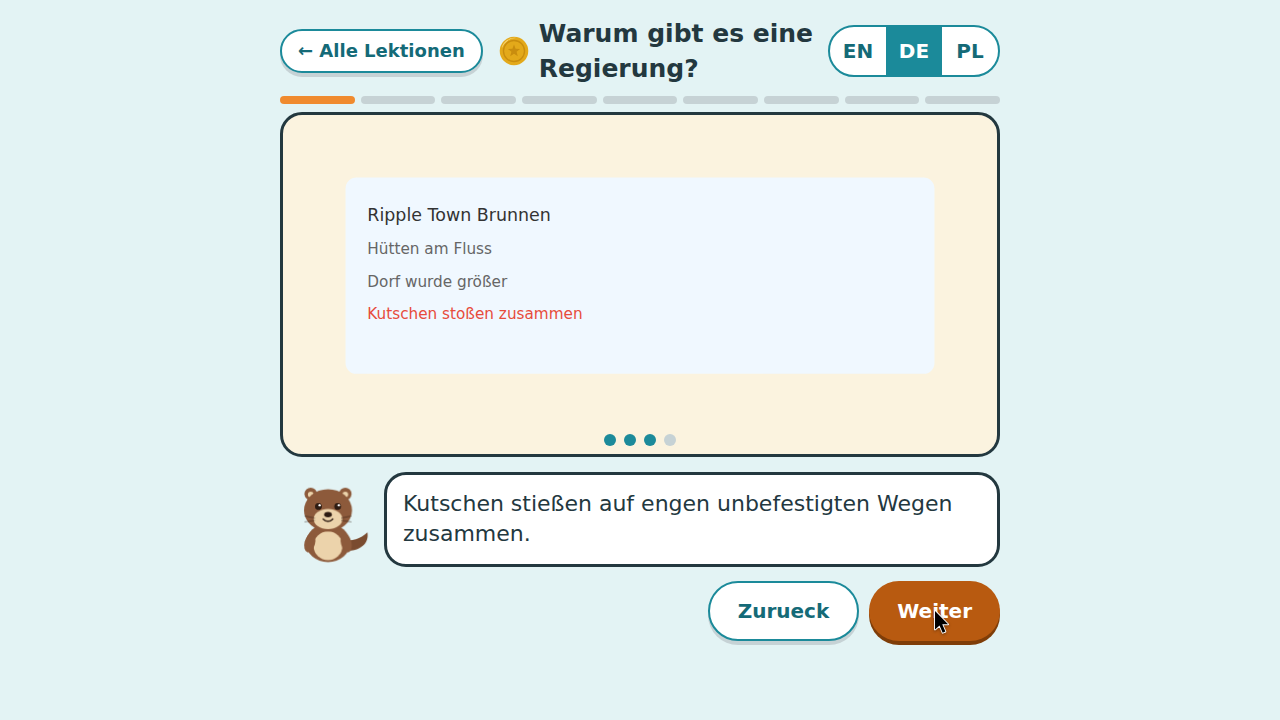 ← Alle Lektionen
Warum gibt es eine
Regierung?
EN DE PL
Ripple Town Brunnen
Hütten am Fluss
Dorf wurde größer
Kutschen stoßen zusammen
Kutschen stießen auf engen unbefestigten Wegen
zusammen.
Zurueck
Weiter